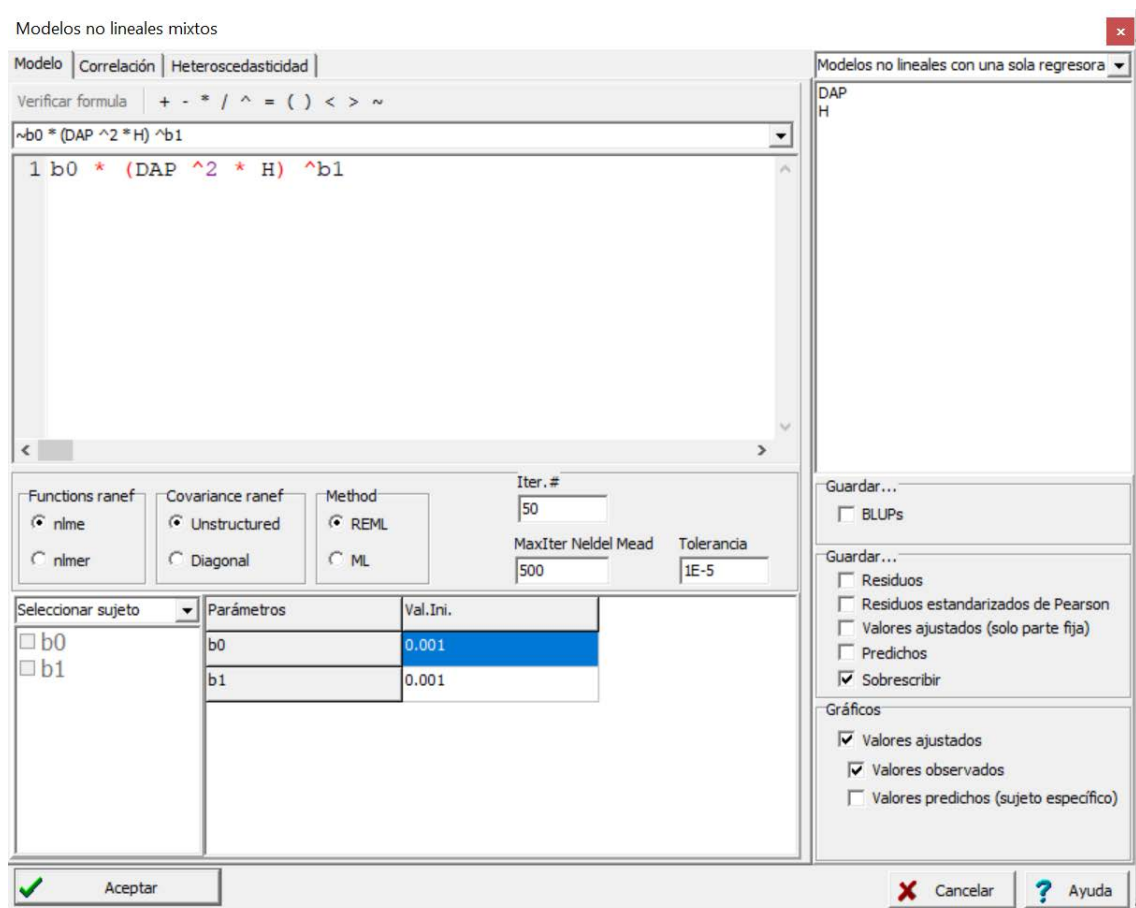 Modelos no lineales mixtos
Modelo Correlación Heteroscedasticidad
Verificar formula + - * / ^ = ( ) < > ~
~b0 * (DAP ^2 * H) ^b1
1 b0 * (DAP ^2 * H) ^b1
Functions ranef
nlme
nlmer
Covariance ranef
Unstructured
Diagonal
Method
REML
ML
Iter.#
50
MaxIter Neldel Mead
500
Tolerancia
1E-5
Seleccionar sujeto
b0
b1
Parámetros Val.Ini.
b0 0.001
b1 0.001
Modelos no lineales con una sola regresora
DAP
H
Guardar...
BLUPs
Guardar...
Residuos
Residuos estandarizados de Pearson
Valores ajustados (solo parte fija)
Predichos
Sobrescribir
Gráficos
Valores ajustados
Valores observados
Valores predichos (sujeto específico)
Aceptar
Cancelar
? Ayuda